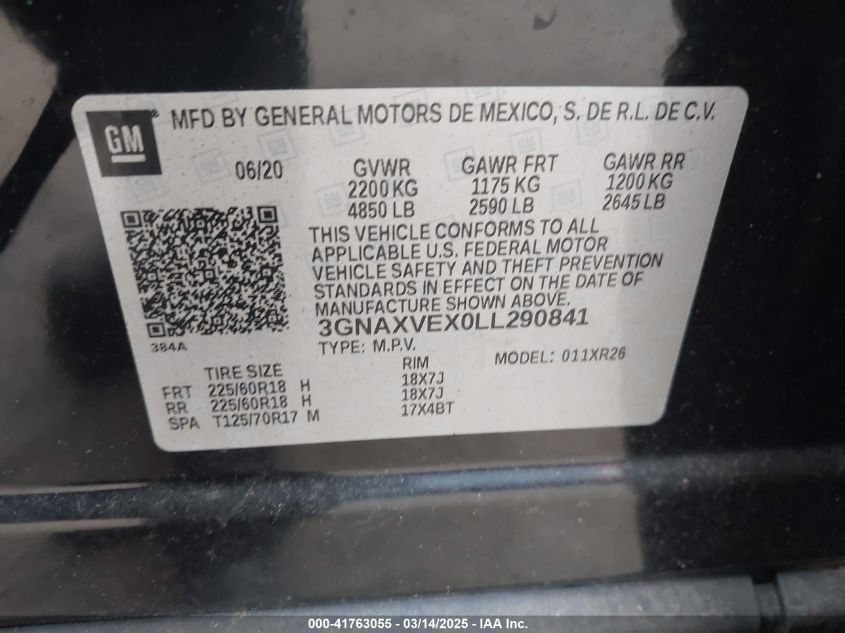 GM
® MFD BY GENERAL MOTORS DE MEXICO, S. DE R.L. DE C.V.
06/20 GVWR GAWR FRT GAWR RR
2200 KG 1175 KG 1200 KG
4850 LB 2590 LB 2645 LB
THIS VEHICLE CONFORMS TO ALL
APPLICABLE U.S. FEDERAL MOTOR
VEHICLE SAFETY AND THEFT PREVENTION
STANDARDS IN EFFECT ON THE DATE OF
MANUFACTURE SHOWN ABOVE.
3GNAXVEX0LL290841
384A
TYPE: M.P.V. MODEL: 011XR26
TIRE SIZE RIM
FRT 225/60R18 H 18X7J
RR 225/60R18 H 18X7J
SPA T125/70R17 M 17X4BT
000-41763055 — 03/14/2025 — IAA Inc.